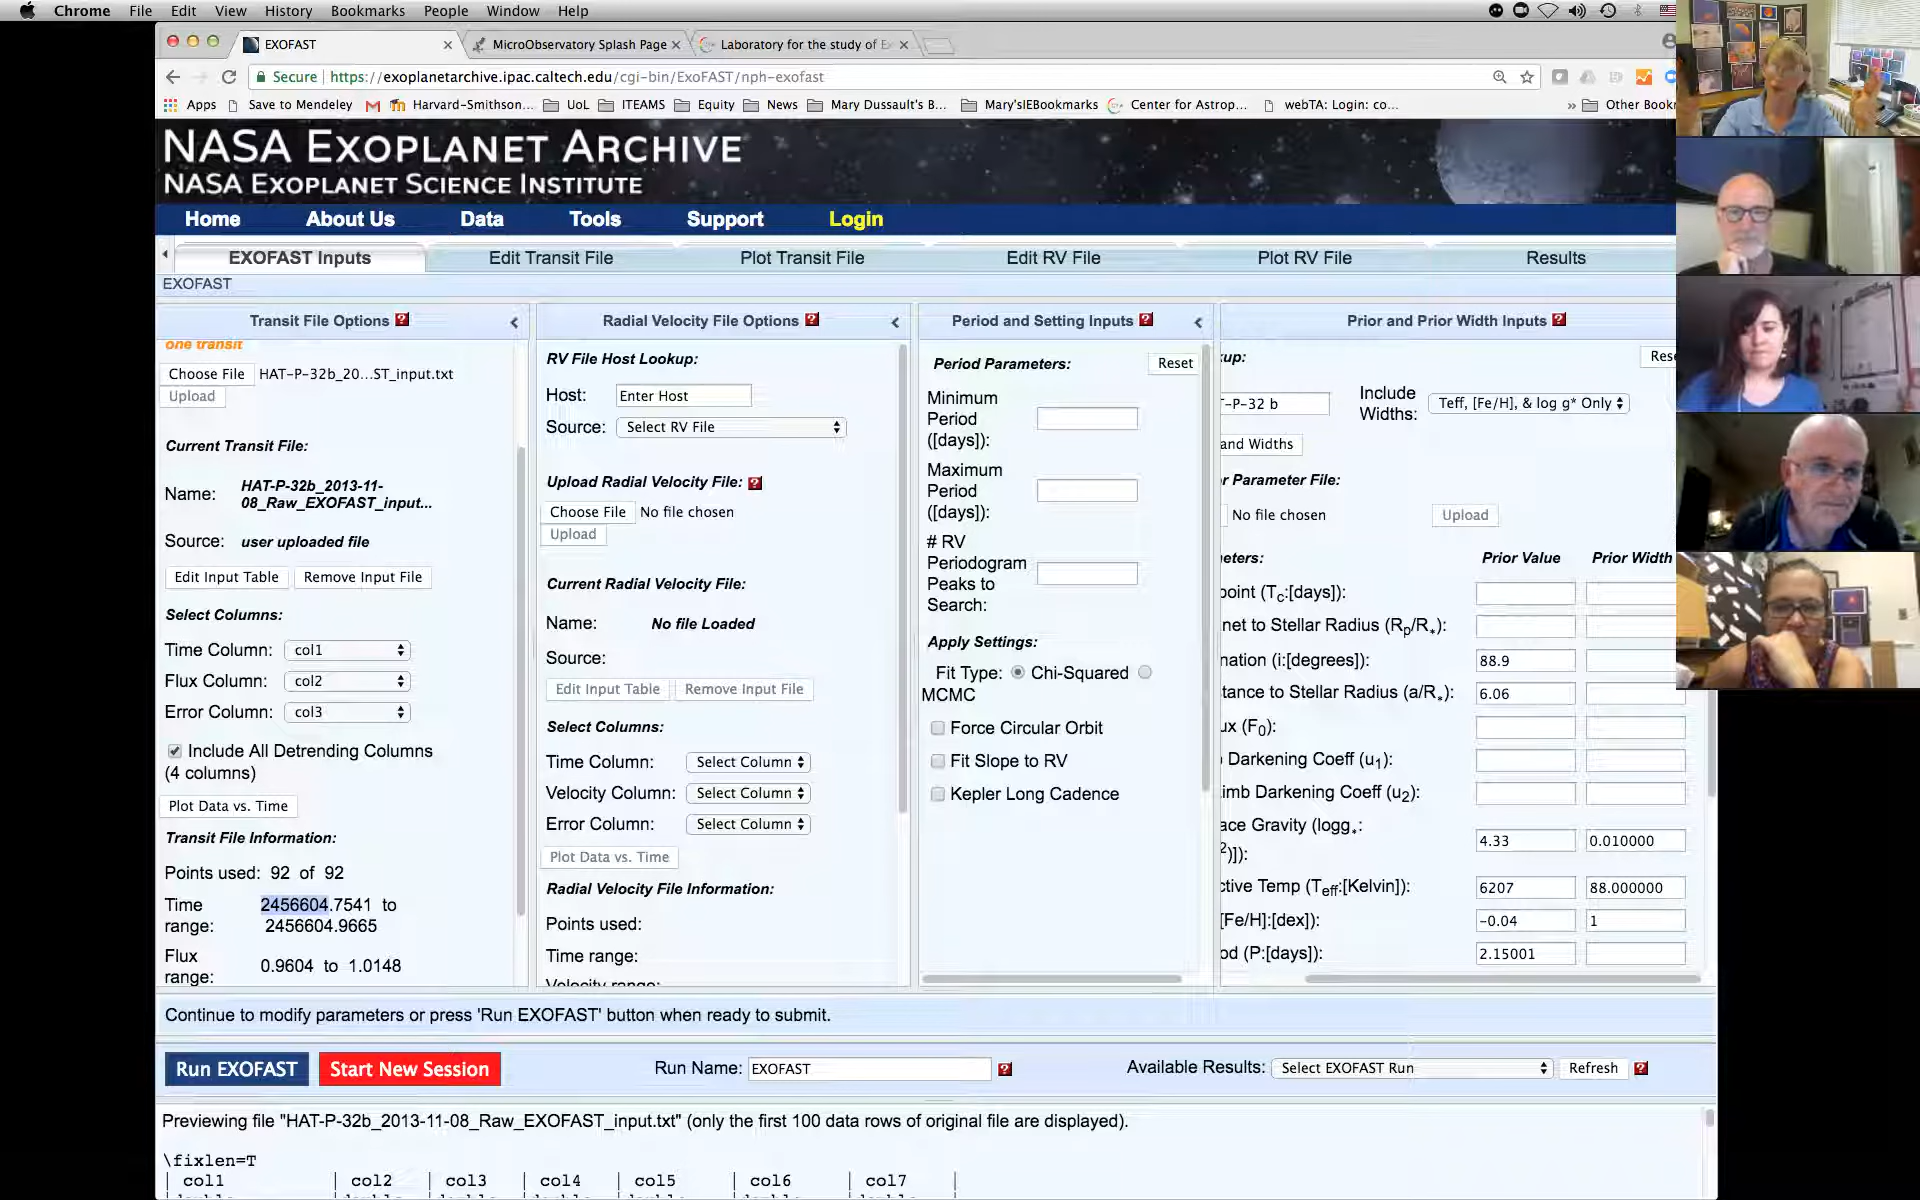 Chrome File Edit View History Bookmarks People Window Help
EXOFAST
MicroObservatory Splash Page
Laboratory for the study of Ex
Secure https://exoplanetarchive.ipac.caltech.edu/cgi-bin/ExoFAST/nph-exofast
Apps Save to Mendeley Harvard-Smithson... UoL ITEAMS Equity News Mary Dussault's B... Mary'sIEBookmarks Center for Astrop... webTA: Login: co... » Other Bookn
NASA EXOPLANET ARCHIVE
NASA EXOPLANET SCIENCE INSTITUTE
Home About Us Data Tools Support Login
EXOFAST Inputs Edit Transit File Plot Transit File Edit RV File Plot RV File Results
EXOFAST
Transit File Options
one transit
Choose File HAT-P-32b_20...ST_input.txt
Upload
Current Transit File:
Name: HAT-P-32b_2013-11-
08_Raw_EXOFAST_input...
Source: user uploaded file
Edit Input Table Remove Input File
Select Columns:
Time Column: col1
Flux Column: col2
Error Column: col3
Include All Detrending Columns
(4 columns)
Plot Data vs. Time
Transit File Information:
Points used: 92 of 92
Time range: 2456604.7541 to
2456604.9665
Flux range: 0.9604 to 1.0148
Radial Velocity File Options
RV File Host Lookup:
Host: Enter Host
Source: Select RV File
Upload Radial Velocity File:
Choose File No file chosen
Upload
Current Radial Velocity File:
Name: No file Loaded
Source:
Edit Input Table Remove Input File
Select Columns:
Time Column: Select Column
Velocity Column: Select Column
Error Column: Select Column
Plot Data vs. Time
Radial Velocity File Information:
Points used:
Time range:
Velocity range:
Period and Setting Inputs
Period Parameters: Reset
Minimum
Period
([days]):
Maximum
Period
([days]):
# RV
Periodogram
Peaks to
Search:
Apply Settings:
Fit Type: Chi-Squared
MCMC
Force Circular Orbit
Fit Slope to RV
Kepler Long Cadence
Prior and Prior Width Inputs
kup: Rese
T-P-32 b Include Widths: Teff, [Fe/H], & log g* Only
and Widths
r Parameter File:
No file chosen Upload
eters: Prior Value Prior Width
point (Tc:[days]):
net to Stellar Radius (Rp/R*):
nation (i:[degrees]): 88.9
stance to Stellar Radius (a/R*): 6.06
ux (F0):
Darkening Coeff (u1):
imb Darkening Coeff (u2):
ace Gravity (logg*: 4.33 0.010000
2)]):
ctive Temp (Teff:[Kelvin]): 6207 88.000000
[Fe/H]:[dex]): -0.04 1
od (P:[days]): 2.15001
Continue to modify parameters or press 'Run EXOFAST' button when ready to submit.
Run EXOFAST Start New Session Run Name: EXOFAST Available Results: Select EXOFAST Run Refresh
Previewing file "HAT-P-32b_2013-11-08_Raw_EXOFAST_input.txt" (only the first 100 data rows of original file are displayed).
\fixlen=T
| col1 | col2 | col3 | col4 | col5 | col6 | col7 |